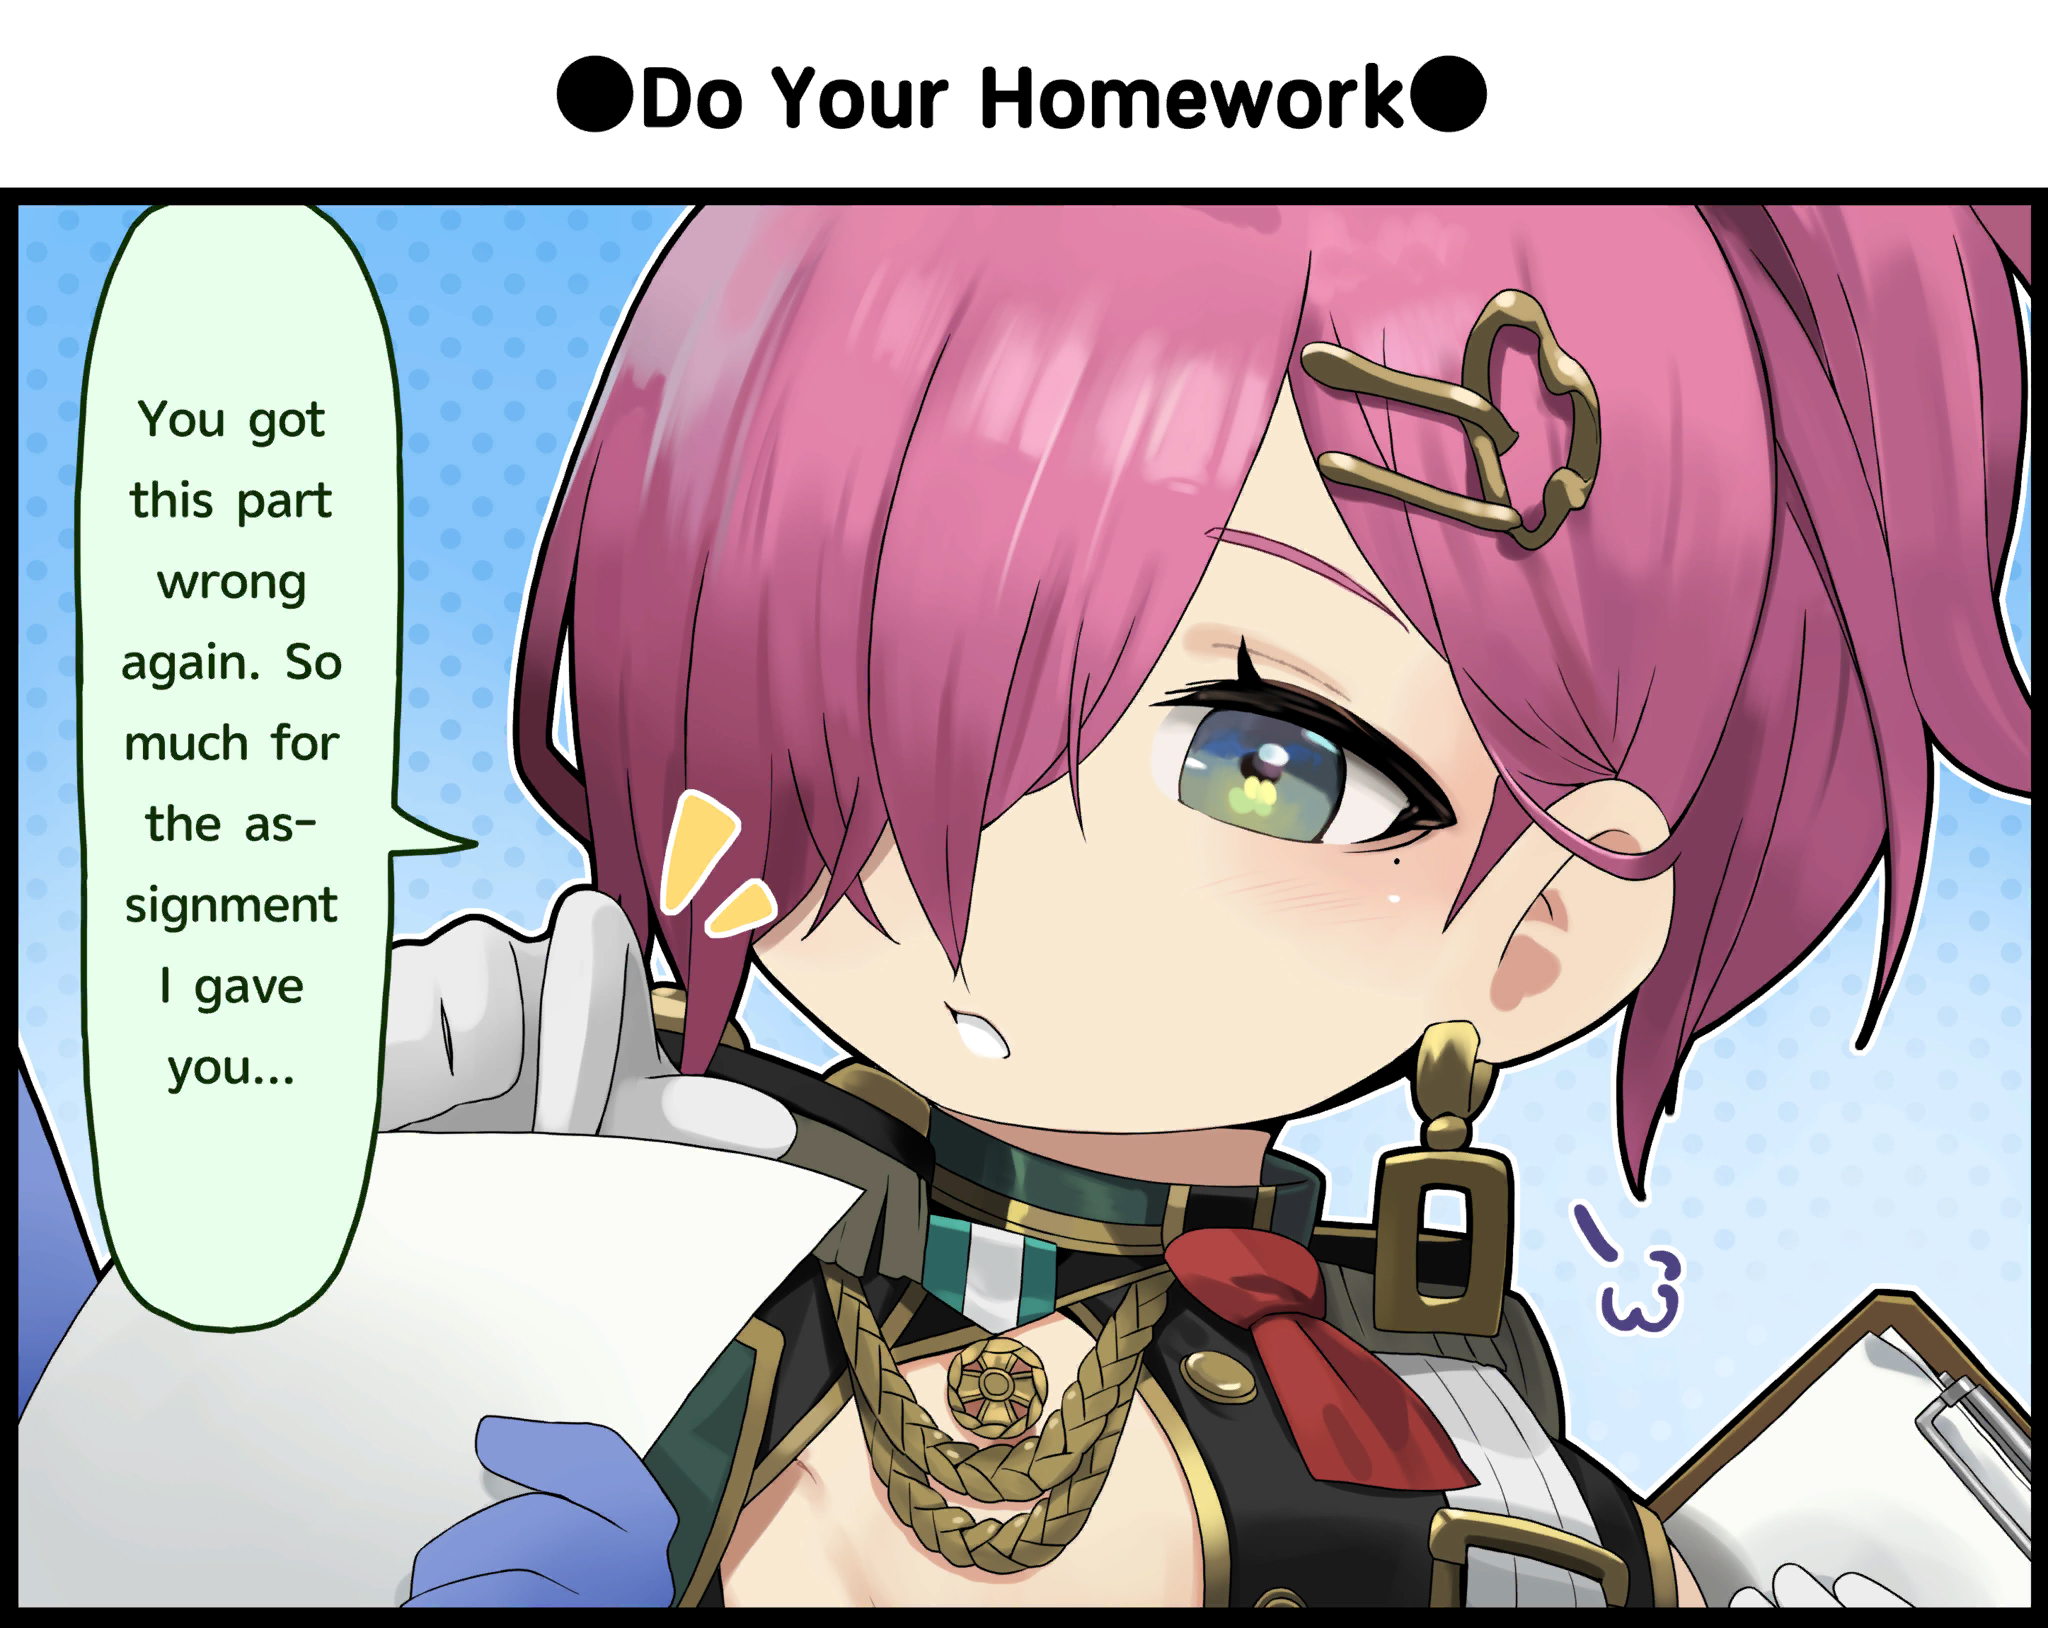 ●Do Your Homework●
You got
this part
wrong
again. So
much for
the as-
signment
I gave
you...